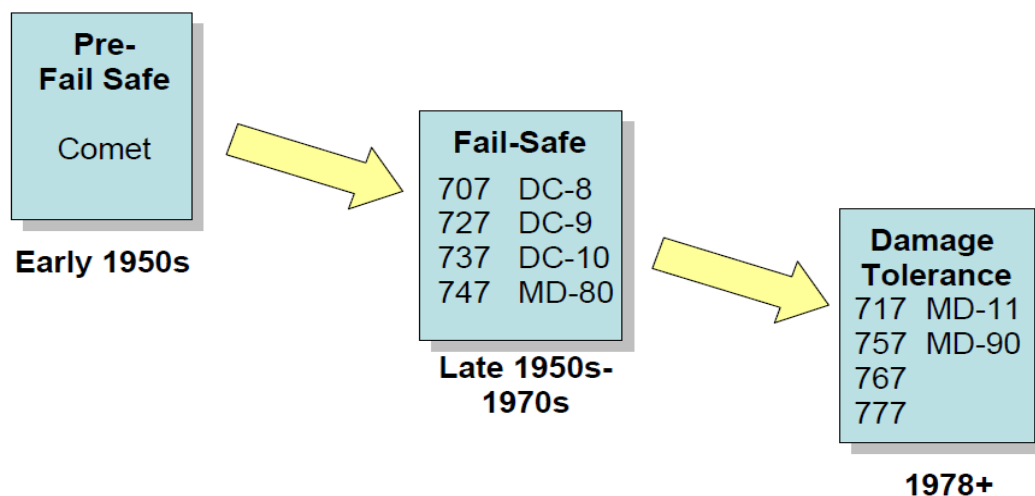 Pre-
Fail Safe
Comet
Early 1950s
Fail-Safe
707 DC-8
727 DC-9
737 DC-10
747 MD-80
Late 1950s-
1970s
Damage
Tolerance
717 MD-11
757 MD-90
767
777
1978+